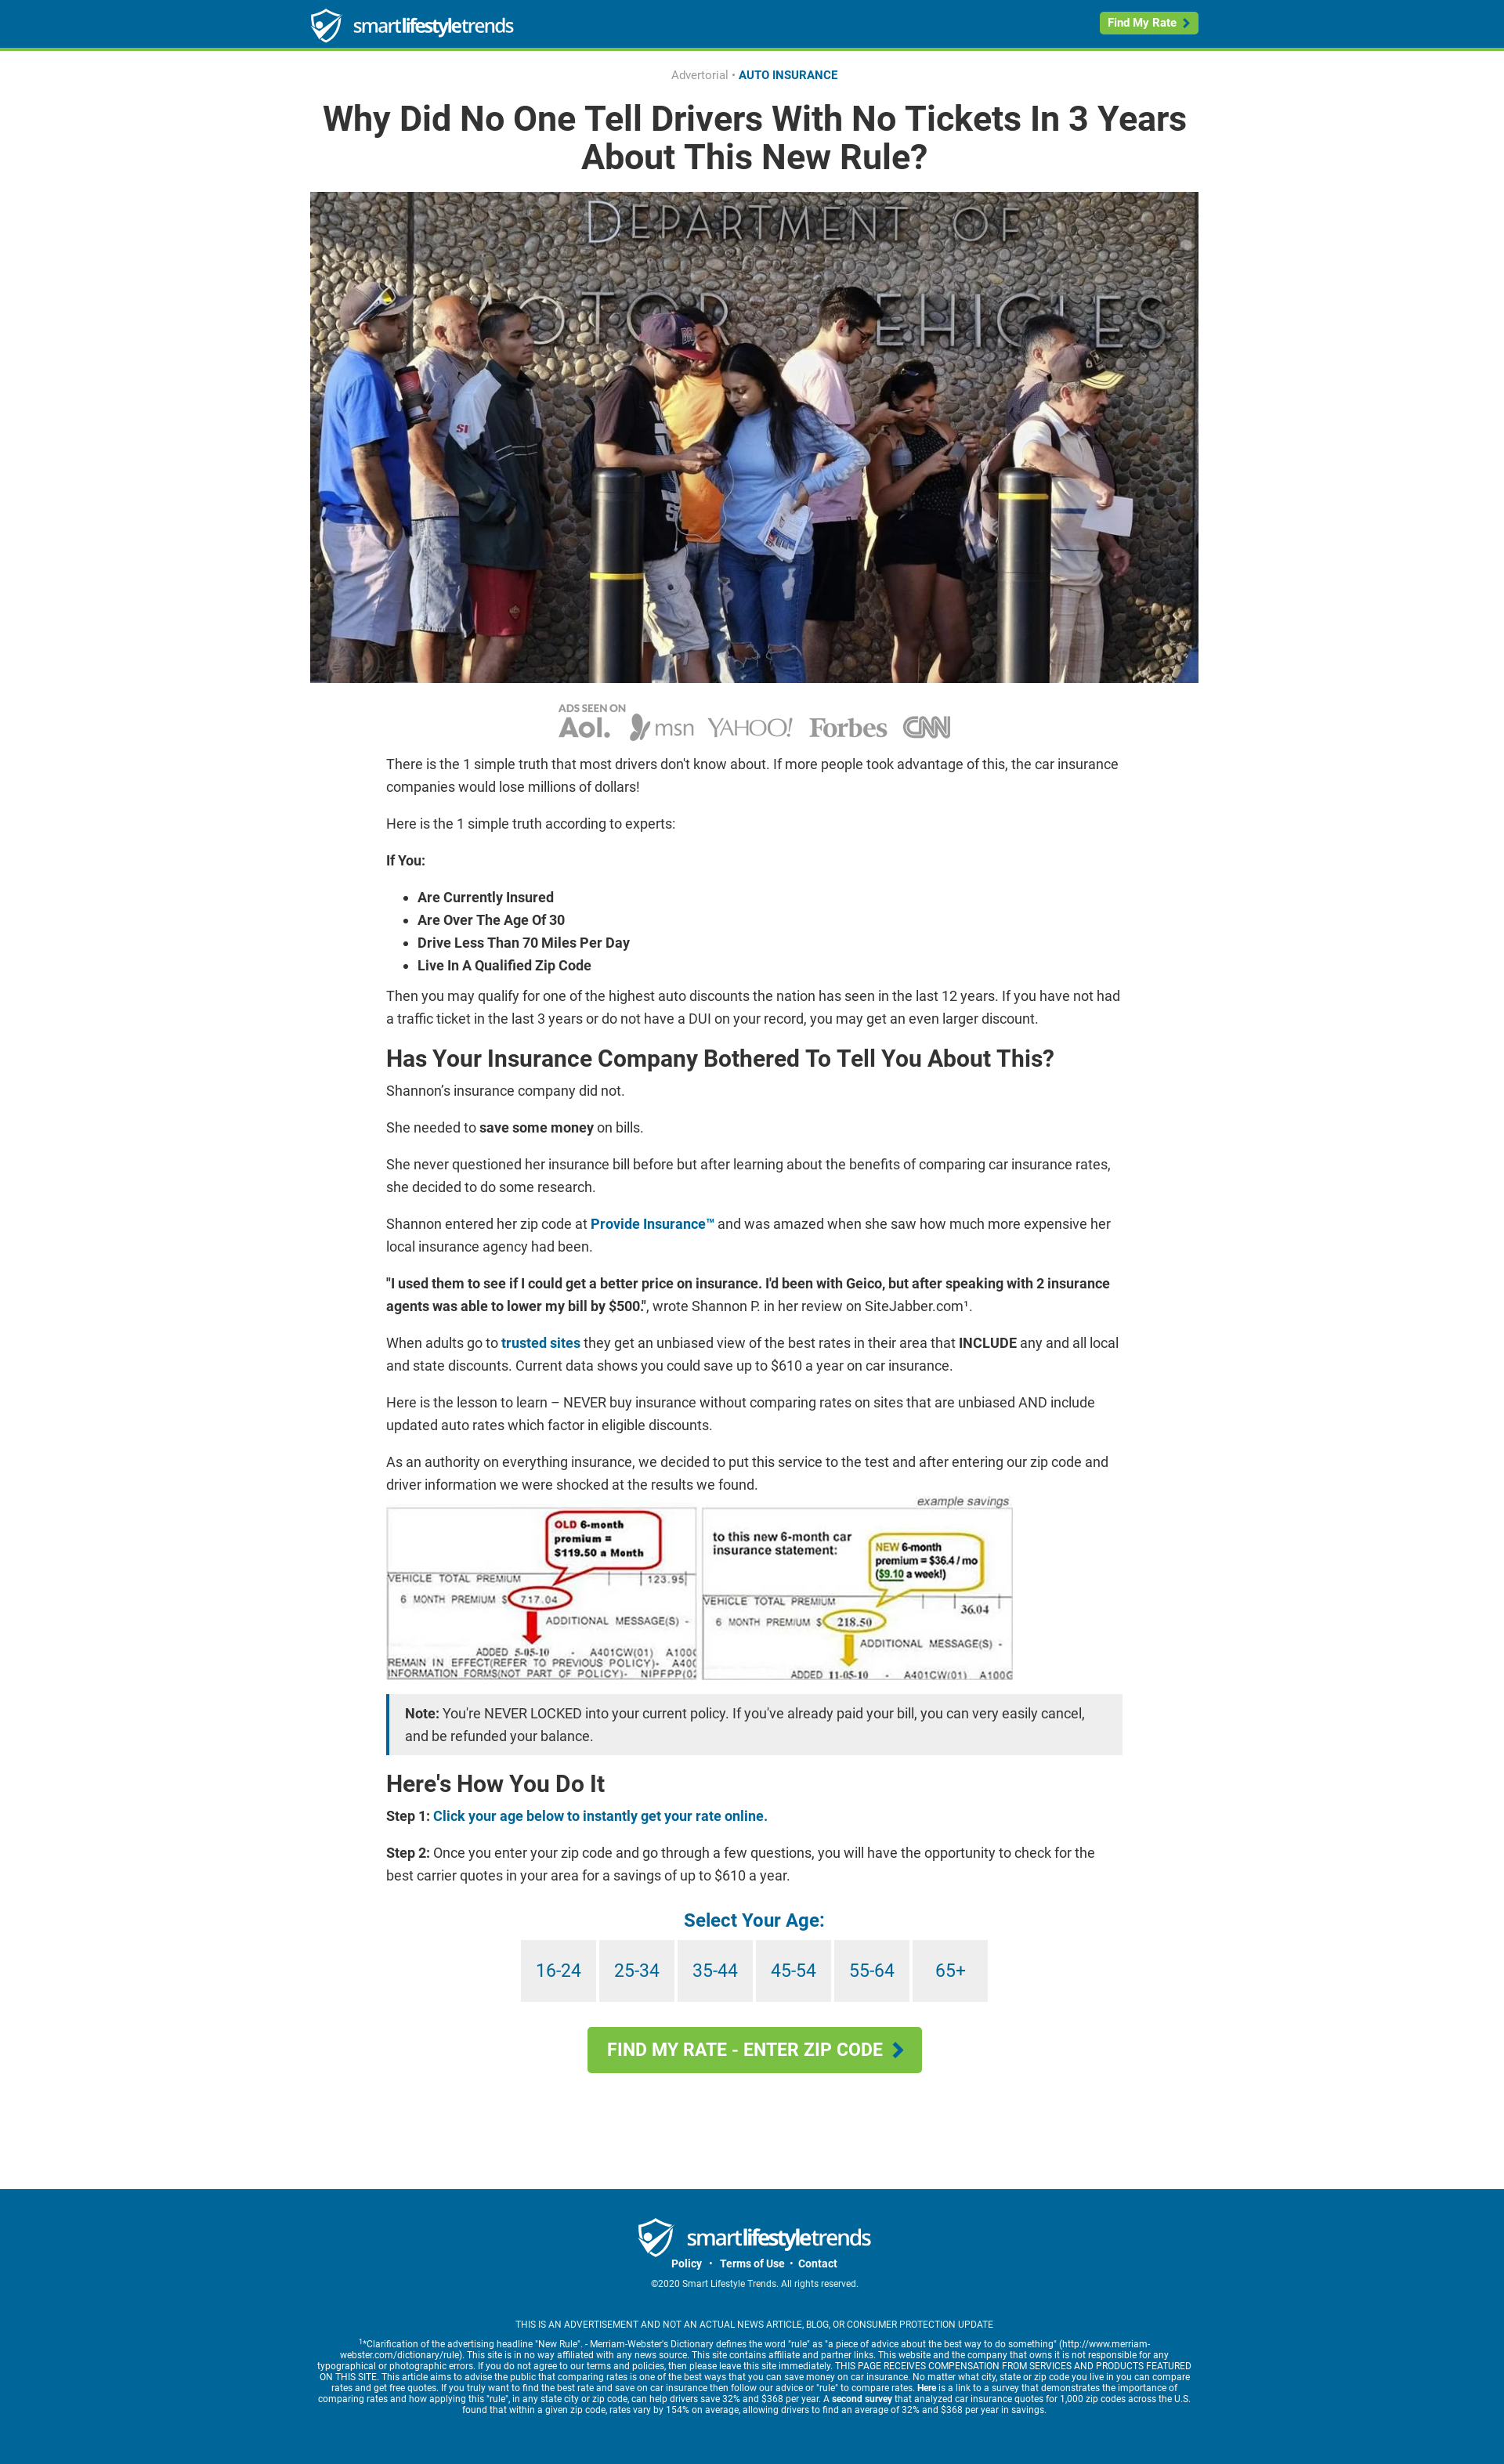 smartlifestyletrends
Find My Rate
Advertorial • AUTO INSURANCE
Why Did No One Tell Drivers With No Tickets In 3 Years
About This New Rule?
DEPARTMENT OF
MOTOR VEHICLES
ADS SEEN ON
Aol. msn YAHOO! Forbes CNN
There is the 1 simple truth that most drivers don't know about. If more people took advantage of this, the car insurance
companies would lose millions of dollars!
Here is the 1 simple truth according to experts:
If You:
• Are Currently Insured
• Are Over The Age Of 30
• Drive Less Than 70 Miles Per Day
• Live In A Qualified Zip Code
Then you may qualify for one of the highest auto discounts the nation has seen in the last 12 years. If you have not had
a traffic ticket in the last 3 years or do not have a DUI on your record, you may get an even larger discount.
Has Your Insurance Company Bothered To Tell You About This?
Shannon’s insurance company did not.
She needed to save some money on bills.
She never questioned her insurance bill before but after learning about the benefits of comparing car insurance rates,
she decided to do some research.
Shannon entered her zip code at Provide Insurance™ and was amazed when she saw how much more expensive her
local insurance agency had been.
"I used them to see if I could get a better price on insurance. I'd been with Geico, but after speaking with 2 insurance
agents was able to lower my bill by $500.", wrote Shannon P. in her review on SiteJabber.com¹.
When adults go to trusted sites they get an unbiased view of the best rates in their area that INCLUDE any and all local
and state discounts. Current data shows you could save up to $610 a year on car insurance.
Here is the lesson to learn – NEVER buy insurance without comparing rates on sites that are unbiased AND include
updated auto rates which factor in eligible discounts.
As an authority on everything insurance, we decided to put this service to the test and after entering our zip code and
driver information we were shocked at the results we found.
example savings
OLD 6-month
premium =
$119.50 a Month
VEHICLE TOTAL PREMIUM 123.95
6 MONTH PREMIUM $ 717.04
ADDITIONAL MESSAGE(S) -
ADDED 5-05-10 - A401CW(01) A100
REMAIN IN EFFECT(REFER TO PREVIOUS POLICY)- A400
INFORMATION FORMS(NOT PART OF POLICY)- NIPFPP(02
to this new 6-month car
insurance statement:
NEW 6-month
premium = $36.4 / mo
($9.10 a week!)
VEHICLE TOTAL PREMIUM 36.04
6 MONTH PREMIUM $ 218.50
ADDITIONAL MESSAGE(S) -
ADDED 11-05-10 - A401CW(01) A100G
Note: You're NEVER LOCKED into your current policy. If you've already paid your bill, you can very easily cancel,
and be refunded your balance.
Here's How You Do It
Step 1: Click your age below to instantly get your rate online.
Step 2: Once you enter your zip code and go through a few questions, you will have the opportunity to check for the
best carrier quotes in your area for a savings of up to $610 a year.
Select Your Age:
16-24 25-34 35-44 45-54 55-64 65+
FIND MY RATE - ENTER ZIP CODE
smartlifestyletrends
Policy • Terms of Use • Contact
©2020 Smart Lifestyle Trends. All rights reserved.
THIS IS AN ADVERTISEMENT AND NOT AN ACTUAL NEWS ARTICLE, BLOG, OR CONSUMER PROTECTION UPDATE
¹*Clarification of the advertising headline "New Rule". - Merriam-Webster's Dictionary defines the word "rule" as "a piece of advice about the best way to do something" (http://www.merriam-
webster.com/dictionary/rule). This site is in no way affiliated with any news source. This site contains affiliate and partner links. This website and the company that owns it is not responsible for any
typographical or photographic errors. If you do not agree to our terms and policies, then please leave this site immediately. THIS PAGE RECEIVES COMPENSATION FROM SERVICES AND PRODUCTS FEATURED
ON THIS SITE. This article aims to advise the public that comparing rates is one of the best ways that you can save money on car insurance. No matter what city, state or zip code you live in you can compare
rates and get free quotes. If you truly want to find the best rate and save on car insurance then follow our advice or "rule" to compare rates. Here is a link to a survey that demonstrates the importance of
comparing rates and how applying this "rule", in any state city or zip code, can help drivers save 32% and $368 per year. A second survey that analyzed car insurance quotes for 1,000 zip codes across the U.S.
found that within a given zip code, rates vary by 154% on average, allowing drivers to find an average of 32% and $368 per year in savings.